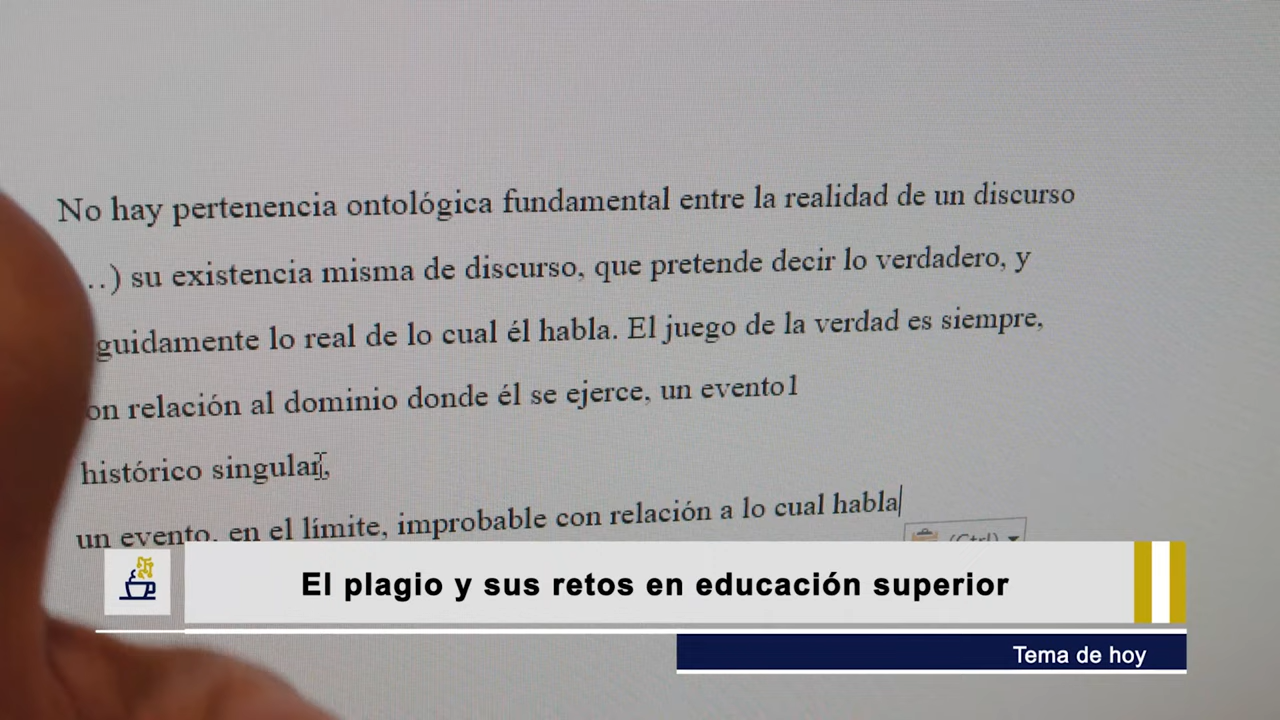 No hay pertenencia ontológica fundamental entre la realidad de un discurso
..) su existencia misma de discurso, que pretende decir lo verdadero, y
guidamente lo real de lo cual él habla. El juego de la verdad es siempre,
on relación al dominio donde él se ejerce, un evento1
histórico singular,
un evento, en el límite, improbable con relación a lo cual habla
(Ctrl)
El plagio y sus retos en educación superior
Tema de hoy